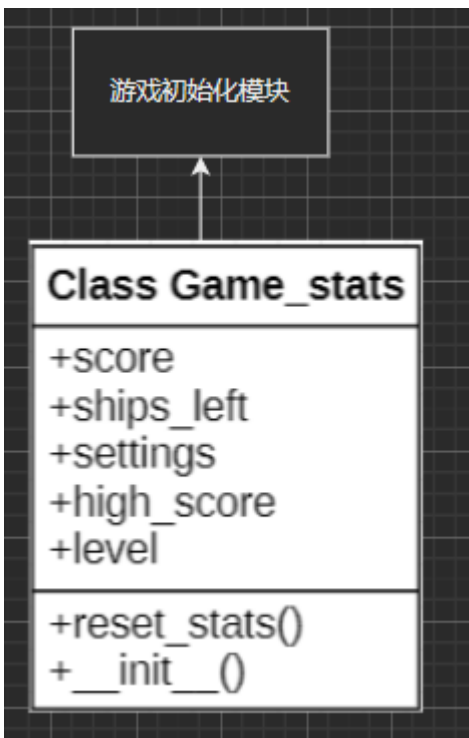 游戏初始化模块
Class Game_stats
+score
+ships_left
+settings
+high_score
+level
+reset_stats()
+__init__()